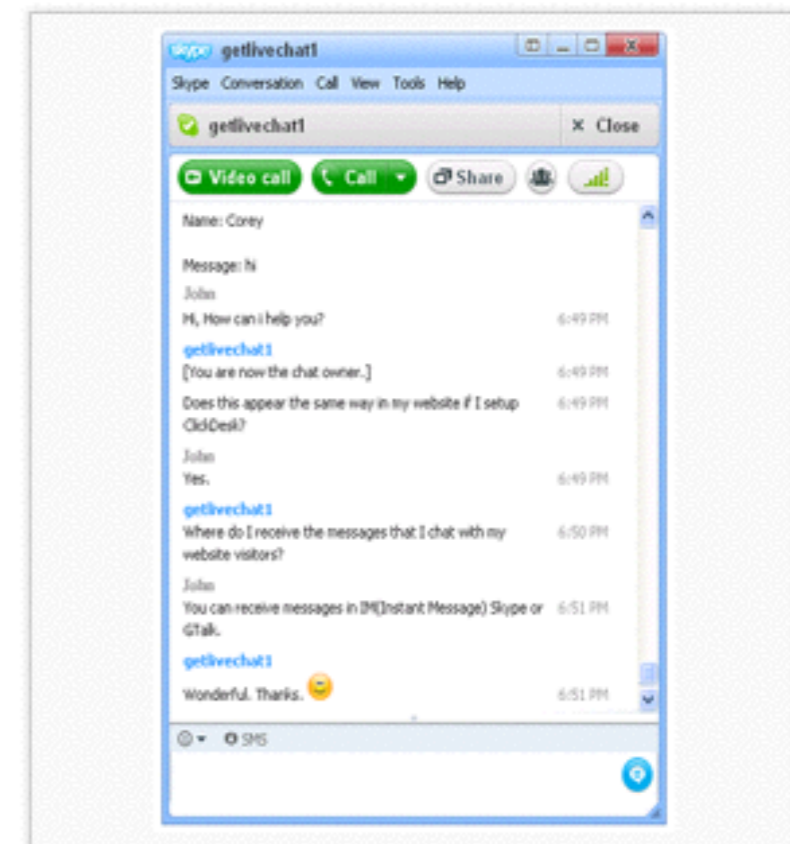 skype getlivechat1
Skype Conversation Call View Tools Help
getlivechat1 × Close
Video call Call Share
Name: Corey
Message: hi
John
Hi, How can i help you? 6:49 PM
getlivechat1
[You are now the chat owner.] 6:49 PM
Does this appear the same way in my website if I setup 6:49 PM
ClickDesk?
John
Yes. 6:49 PM
getlivechat1
Where do I receive the messages that I chat with my 6:50 PM
website visitors?
John
You can receive messages in IM(Instant Message) Skype or 6:51 PM
GTalk.
getlivechat1
Wonderful. Thanks. 6:51 PM
SMS